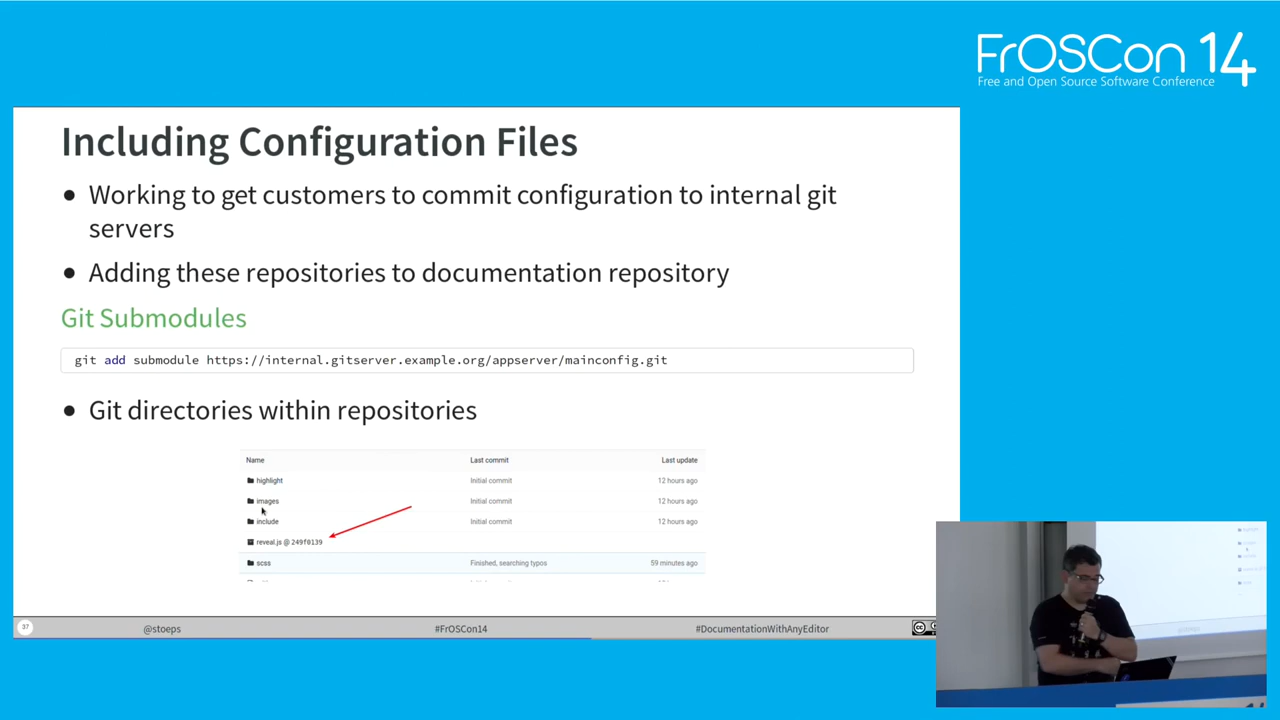 FrOSCon 14
Free and Open Source Software Conference
Including Configuration Files
● Working to get customers to commit configuration to internal git
servers
● Adding these repositories to documentation repository
Git Submodules
git add submodule https://internal.gitserver.example.org/appserver/mainconfig.git
● Git directories within repositories
Name Last commit Last update
highlight Initial commit 12 hours ago
images Initial commit 12 hours ago
include Initial commit 12 hours ago
reveal.js @ 249f0139
scss Finished, searching typos 59 minutes ago
37 @stoeps #FrOSCon14 #DocumentationWithAnyEditor cc